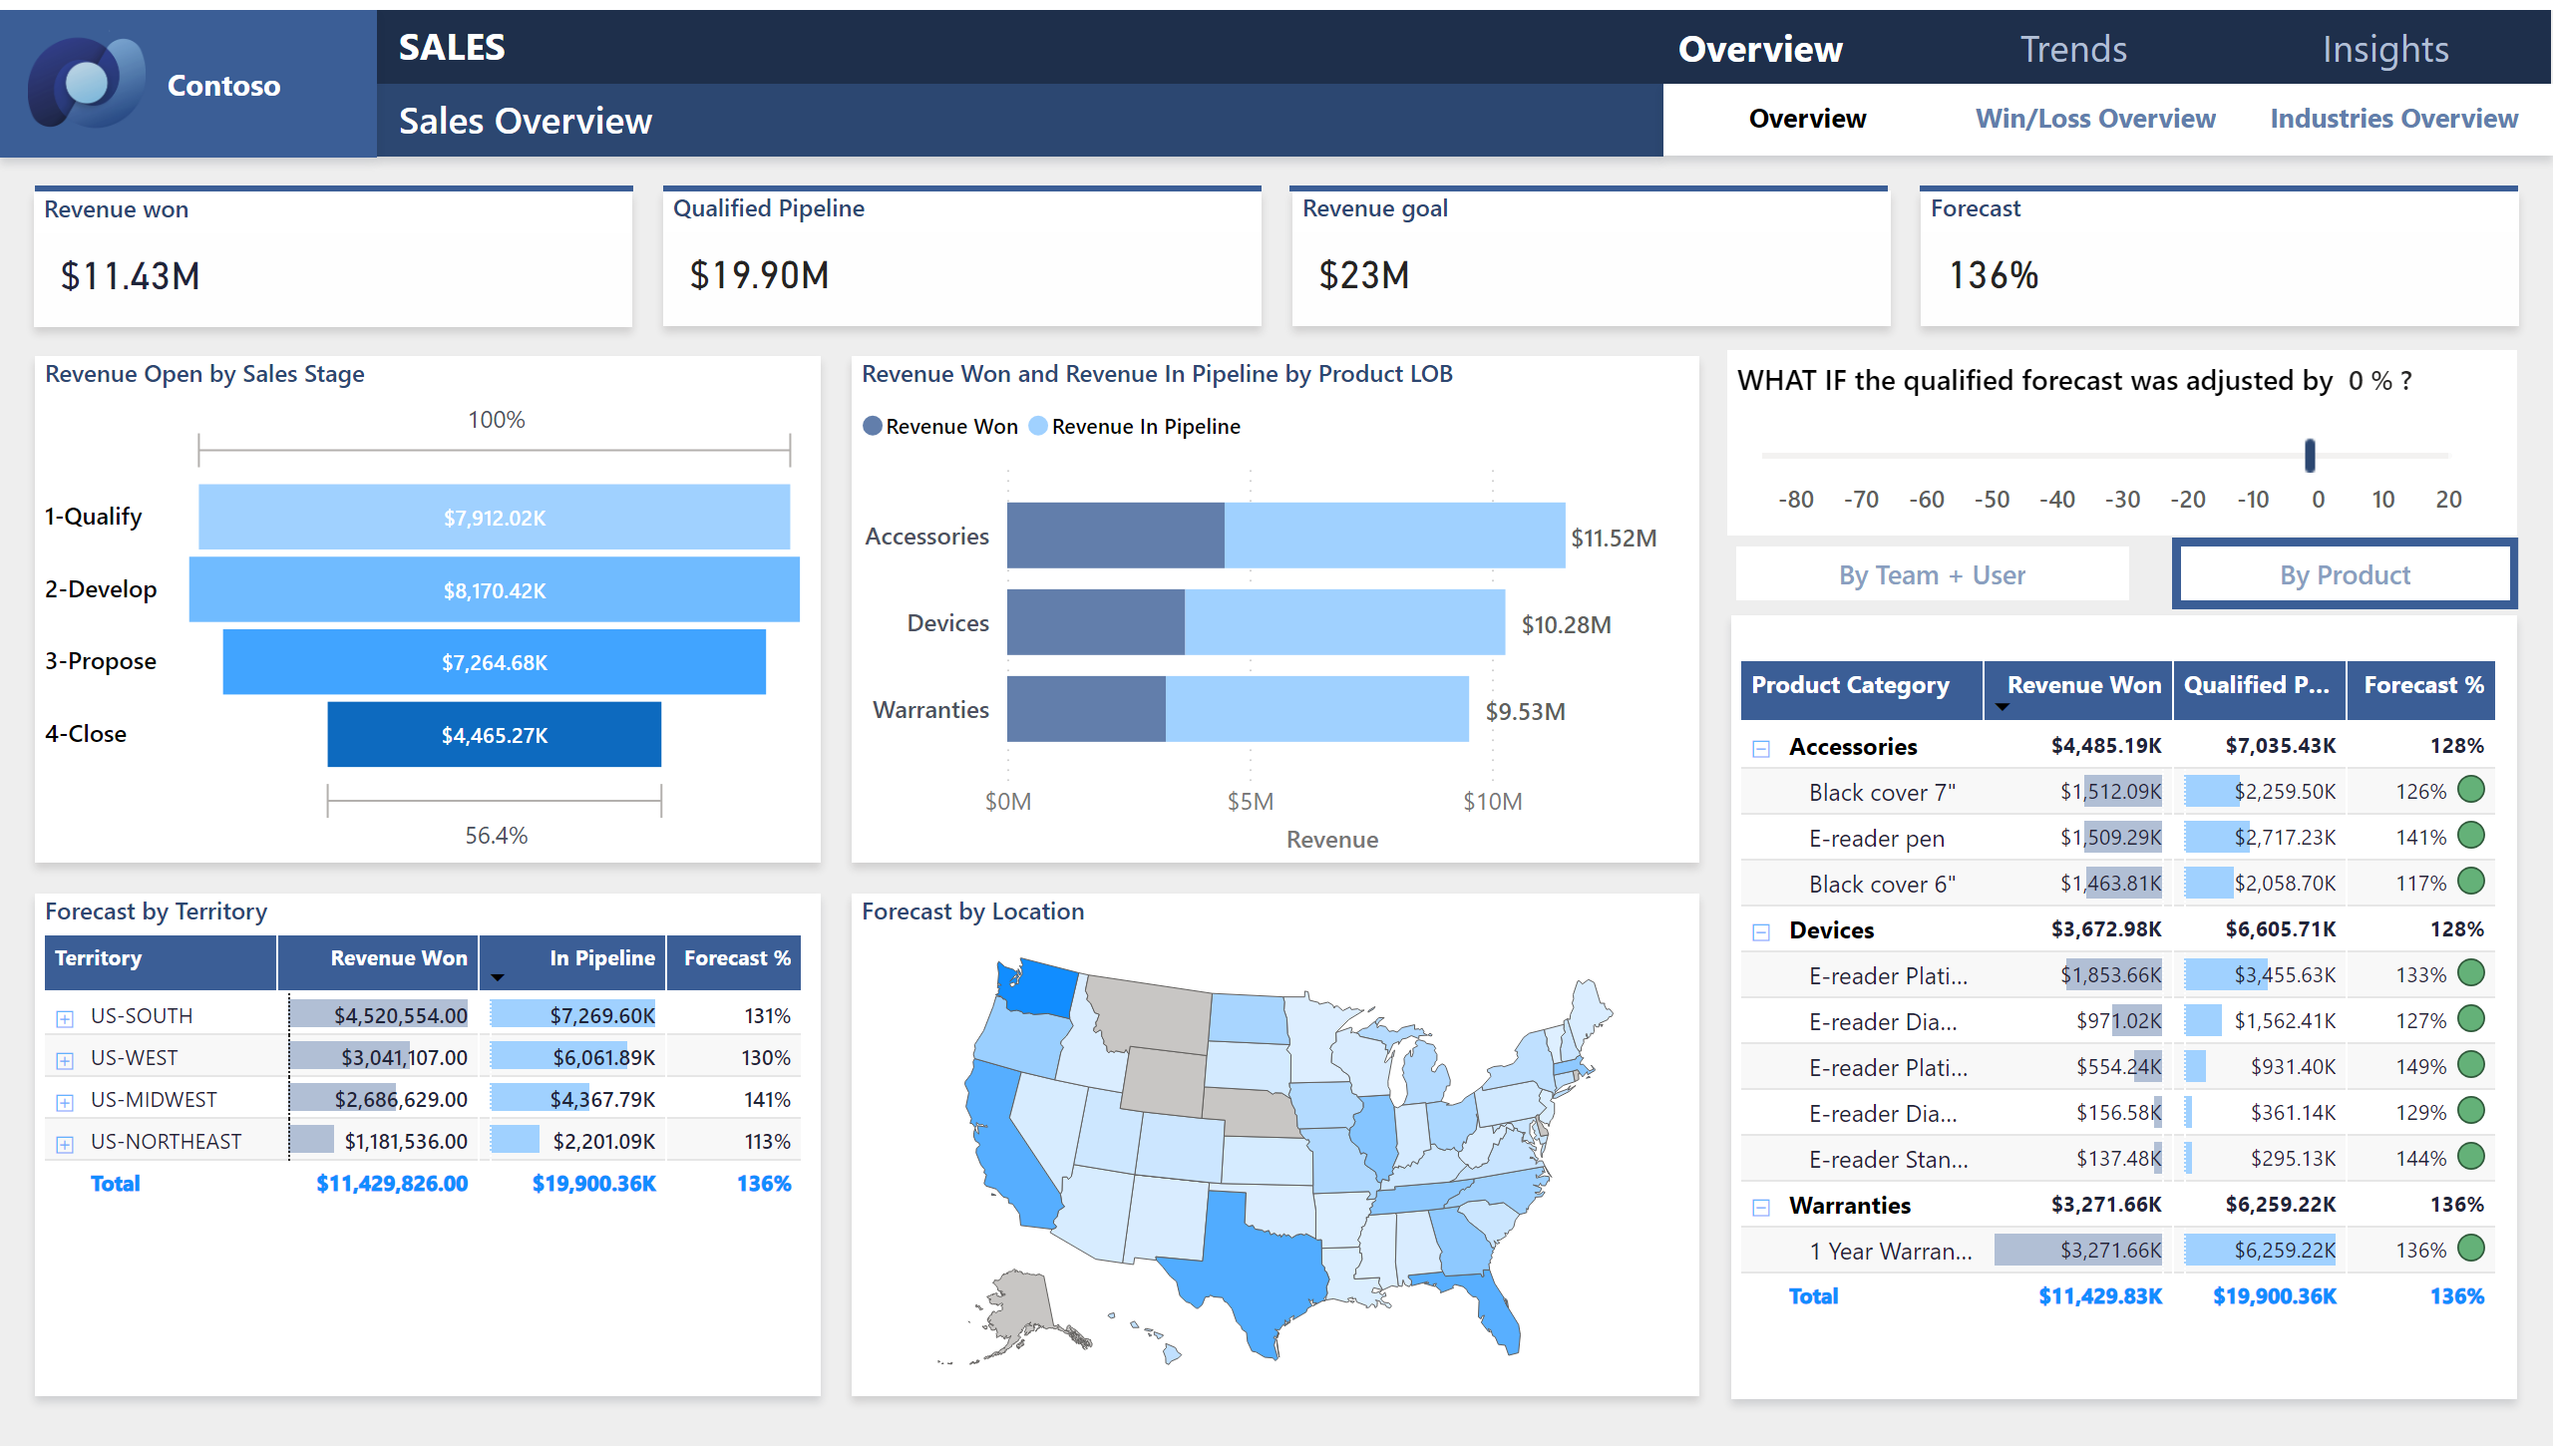 Contoso
SALES
Sales Overview
Overview Trends Insights
Overview Win/Loss Overview Industries Overview
Revenue won
$11.43M
Qualified Pipeline
$19.90M
Revenue goal
$23M
Forecast
136%
Revenue Open by Sales Stage
100%
1-Qualify $7,912.02K
2-Develop $8,170.42K
3-Propose $7,264.68K
4-Close $4,465.27K
56.4%
Revenue Won and Revenue In Pipeline by Product LOB
Revenue Won Revenue In Pipeline
Accessories $11.52M
Devices $10.28M
Warranties $9.53M
$0M $5M $10M
Revenue
WHAT IF the qualified forecast was adjusted by 0 % ?
-80 -70 -60 -50 -40 -30 -20 -10 0 10 20
By Team + User By Product
Product Category Revenue Won Qualified P... Forecast %
Accessories $4,485.19K $7,035.43K 128%
Black cover 7" $1,512.09K $2,259.50K 126%
E-reader pen $1,509.29K $2,717.23K 141%
Black cover 6" $1,463.81K $2,058.70K 117%
Devices $3,672.98K $6,605.71K 128%
E-reader Plati... $1,853.66K $3,455.63K 133%
E-reader Dia... $971.02K $1,562.41K 127%
E-reader Plati... $554.24K $931.40K 149%
E-reader Dia... $156.58K $361.14K 129%
E-reader Stan... $137.48K $295.13K 144%
Warranties $3,271.66K $6,259.22K 136%
1 Year Warran... $3,271.66K $6,259.22K 136%
Total $11,429.83K $19,900.36K 136%
Forecast by Territory
Territory Revenue Won In Pipeline Forecast %
US-SOUTH $4,520,554.00 $7,269.60K 131%
US-WEST $3,041,107.00 $6,061.89K 130%
US-MIDWEST $2,686,629.00 $4,367.79K 141%
US-NORTHEAST $1,181,536.00 $2,201.09K 113%
Total $11,429,826.00 $19,900.36K 136%
Forecast by Location